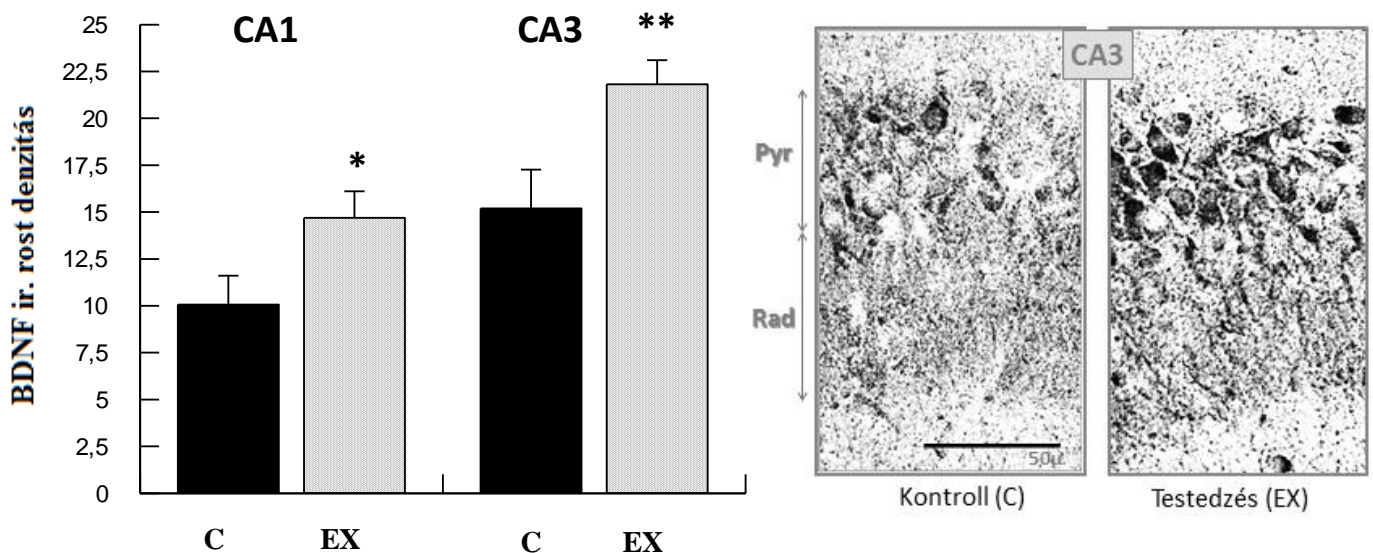 BDNF ir. rost denzitás
25
22,5
20
17,5
15
12,5
10
7,5
5
2,5
0
CA1
CA3
*
**
C
EX
C
EX
CA3
Pyr
Rad
50µ
Kontroll (C)
Testedzés (EX)